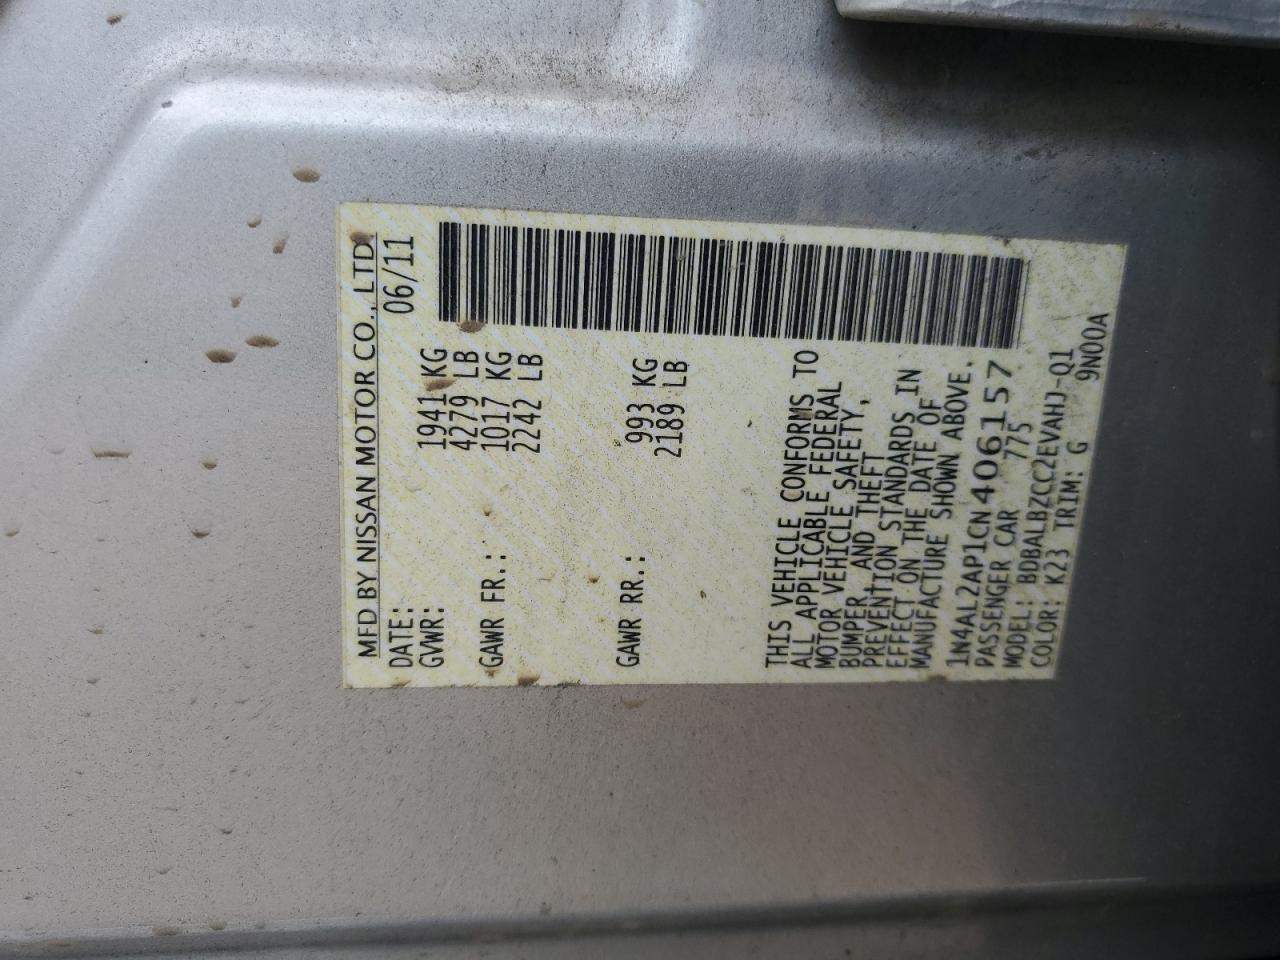 MFD BY NISSAN MOTOR CO., LTD.
DATE: 06/11
GVWR: 1941 KG
4279 LB
GAWR FR.: 1017 KG
2242 LB
GAWR RR.: 993 KG
2189 LB
THIS VEHICLE CONFORMS TO
ALL APPLICABLE FEDERAL
MOTOR VEHICLE SAFETY,
BUMPER, AND THEFT
PREVENTION STANDARDS IN
EFFECT ON THE DATE OF
MANUFACTURE SHOWN ABOVE.
1N4AL2AP1CN406157
PASSENGER CAR 775
MODEL: BDBALBZCC2EVAHJ-Q1
COLOR: K23 TRIM: G 9N00A